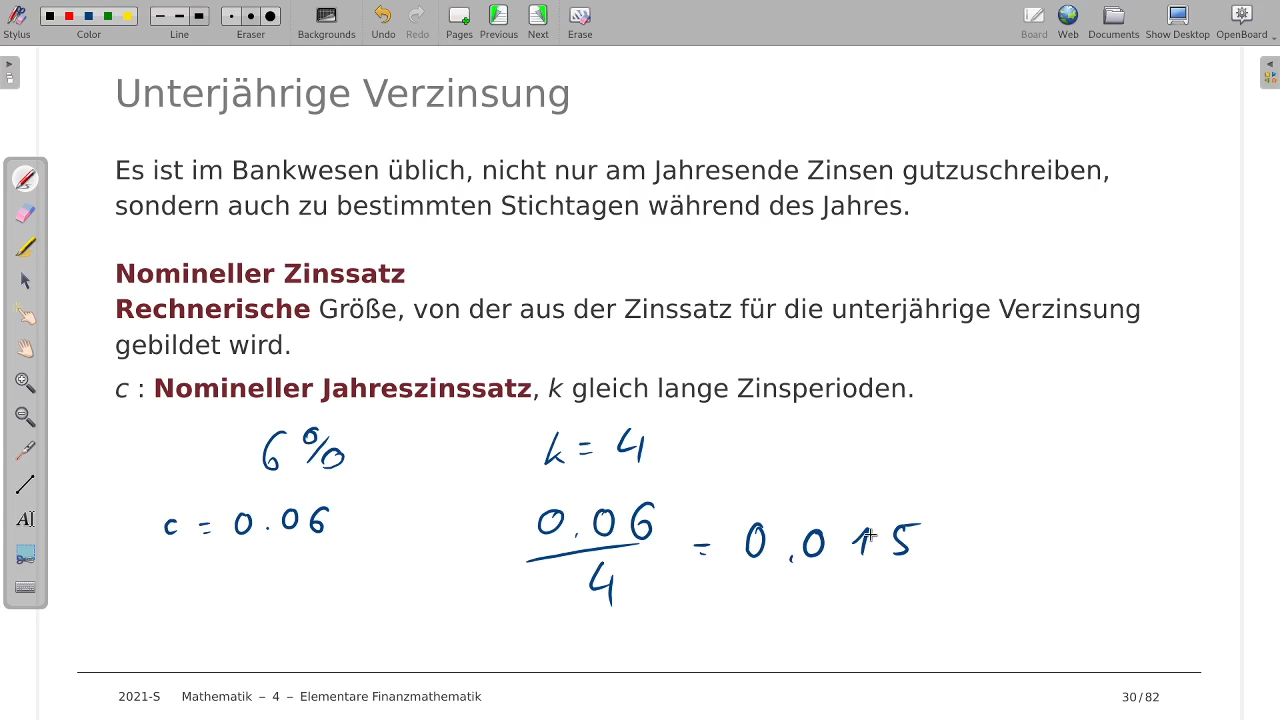 Stylus Color Line Eraser Backgrounds Undo Redo Pages Previous Next Erase Board Web Documents Show Desktop OpenBoard
Unterjährige Verzinsung
Es ist im Bankwesen üblich, nicht nur am Jahresende Zinsen gutzuschreiben,
sondern auch zu bestimmten Stichtagen während des Jahres.
Nomineller Zinssatz
Rechnerische Größe, von der aus der Zinssatz für die unterjährige Verzinsung
gebildet wird.
c : Nomineller Jahreszinssatz, k gleich lange Zinsperioden.
6 % k = 4
c = 0.06
0.06
4
= 0.015
2021-S Mathematik – 4 – Elementare Finanzmathematik 30/82